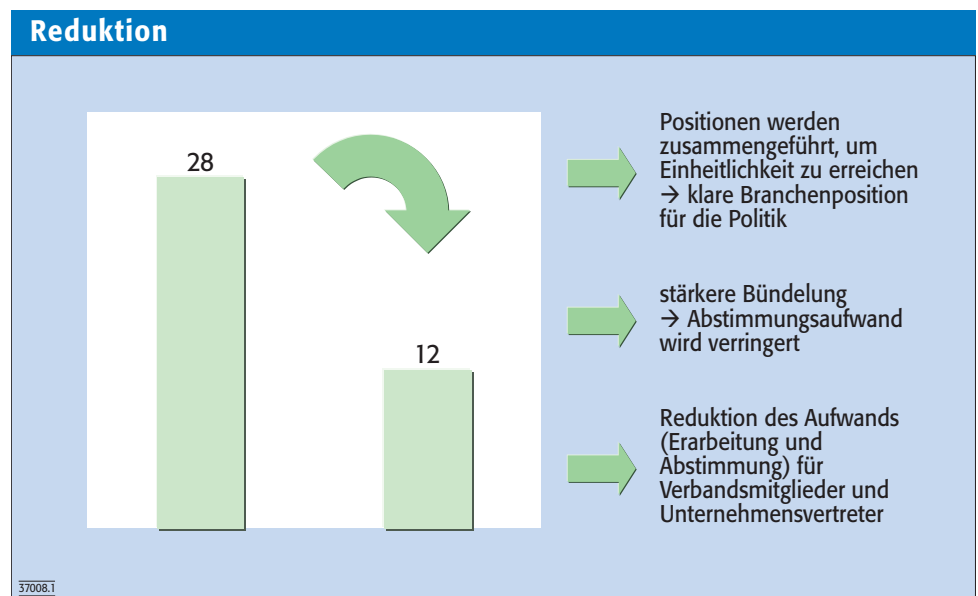 Reduktion
28
12
Positionen werden
zusammengeführt, um
Einheitlichkeit zu erreichen
→ klare Branchenposition
für die Politik
stärkere Bündelung
→ Abstimmungsaufwand
wird verringert
Reduktion des Aufwands
(Erarbeitung und
Abstimmung) für
Verbandsmitglieder und
Unternehmensvertreter
37008.1